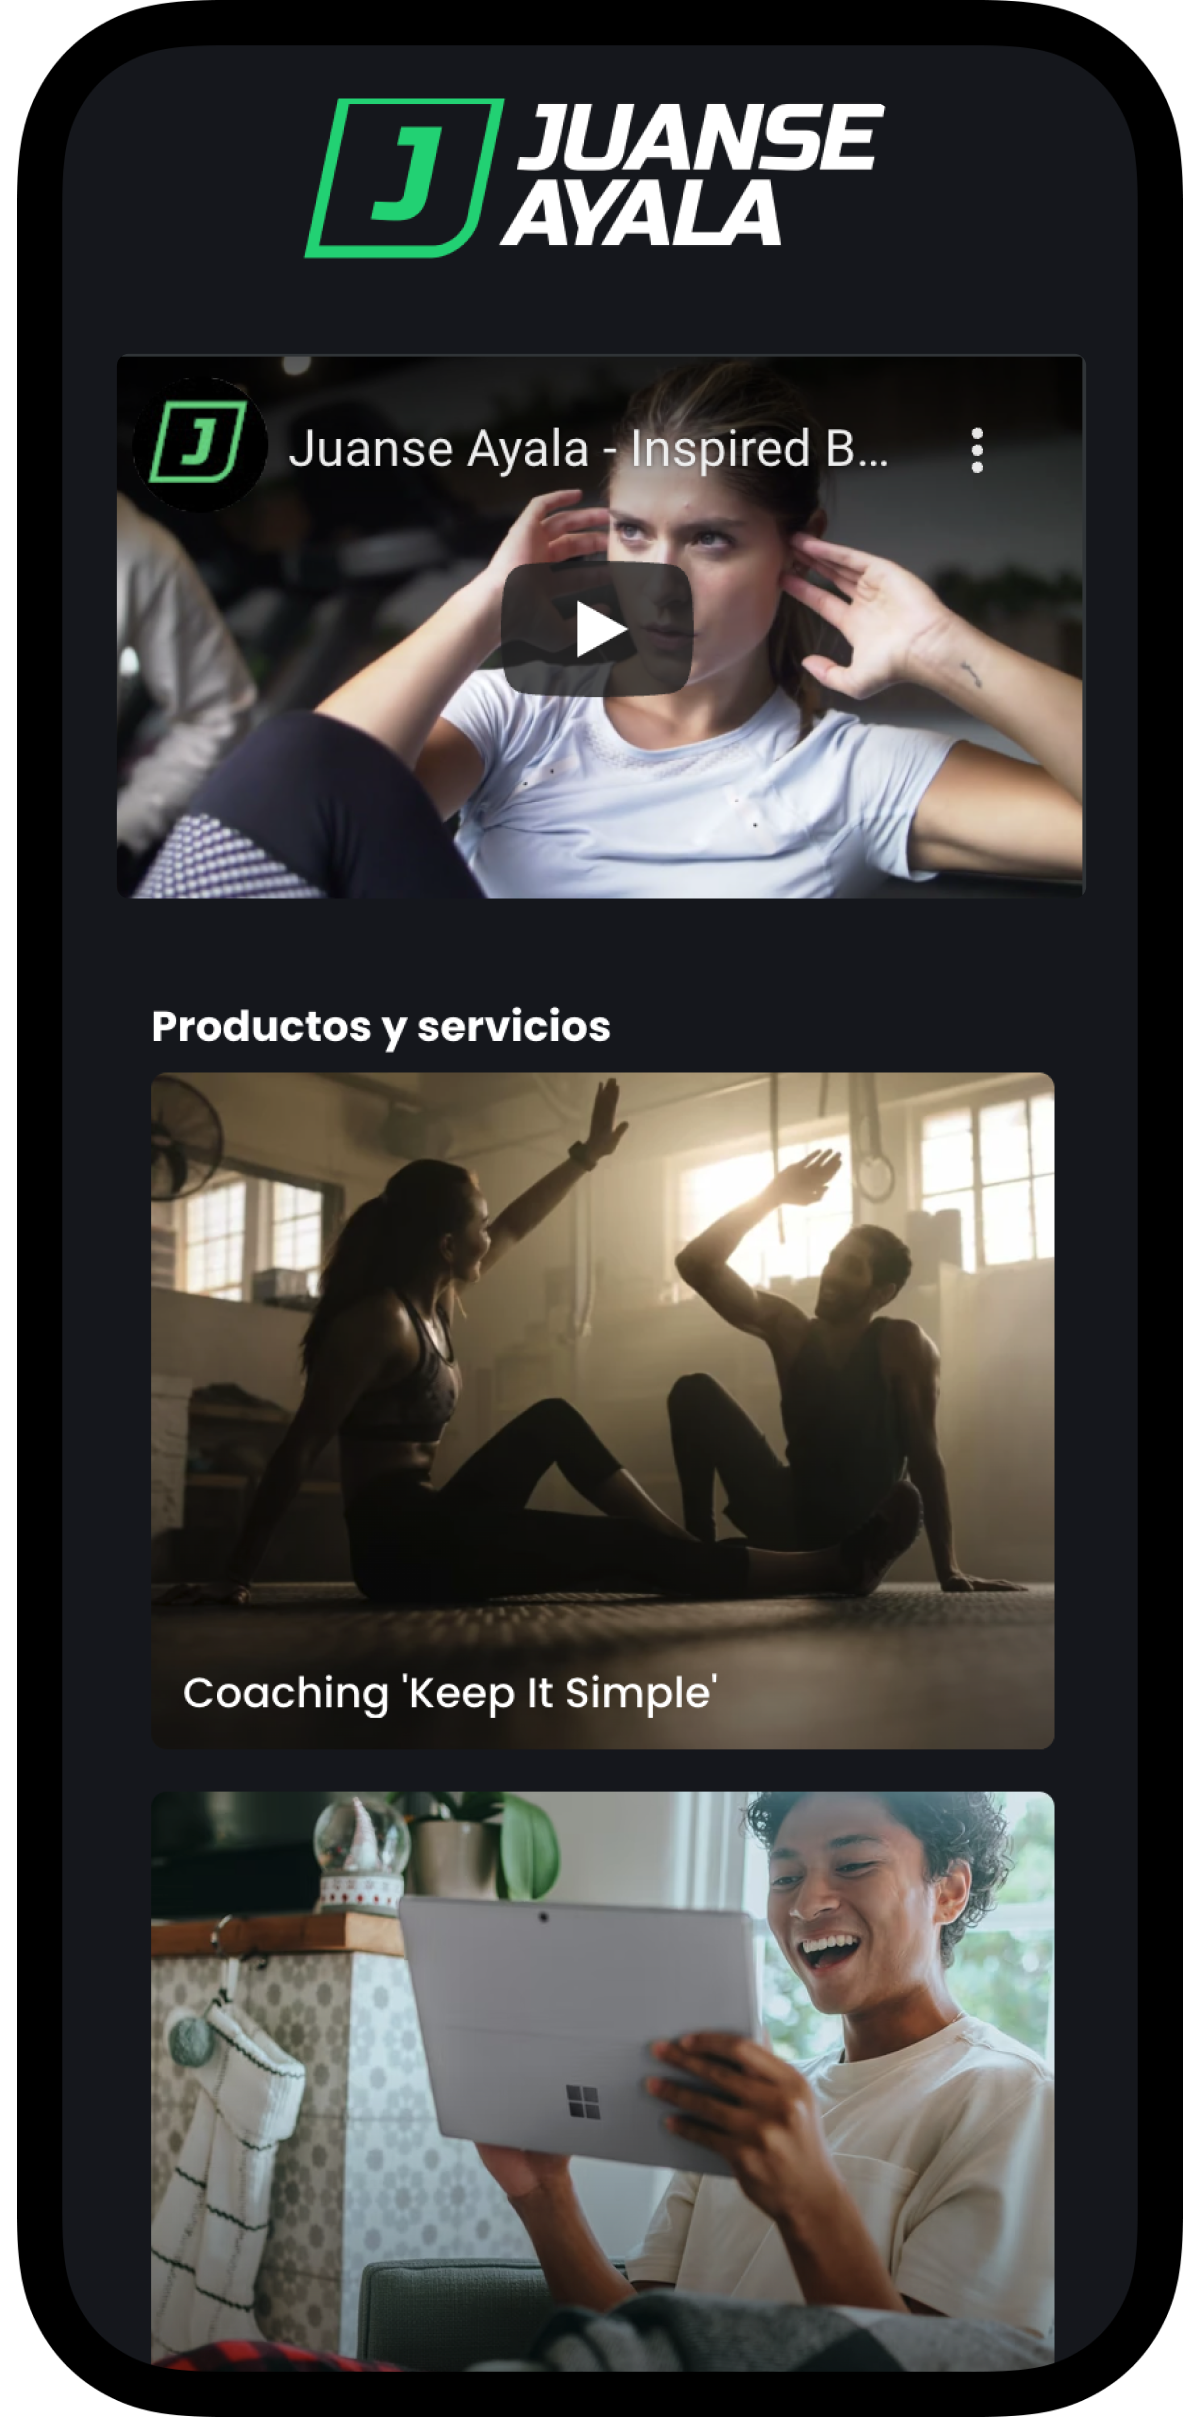 J
JUANSE
AYALA
J
Juanse Ayala - Inspired B...
Productos y servicios
Coaching 'Keep It Simple'